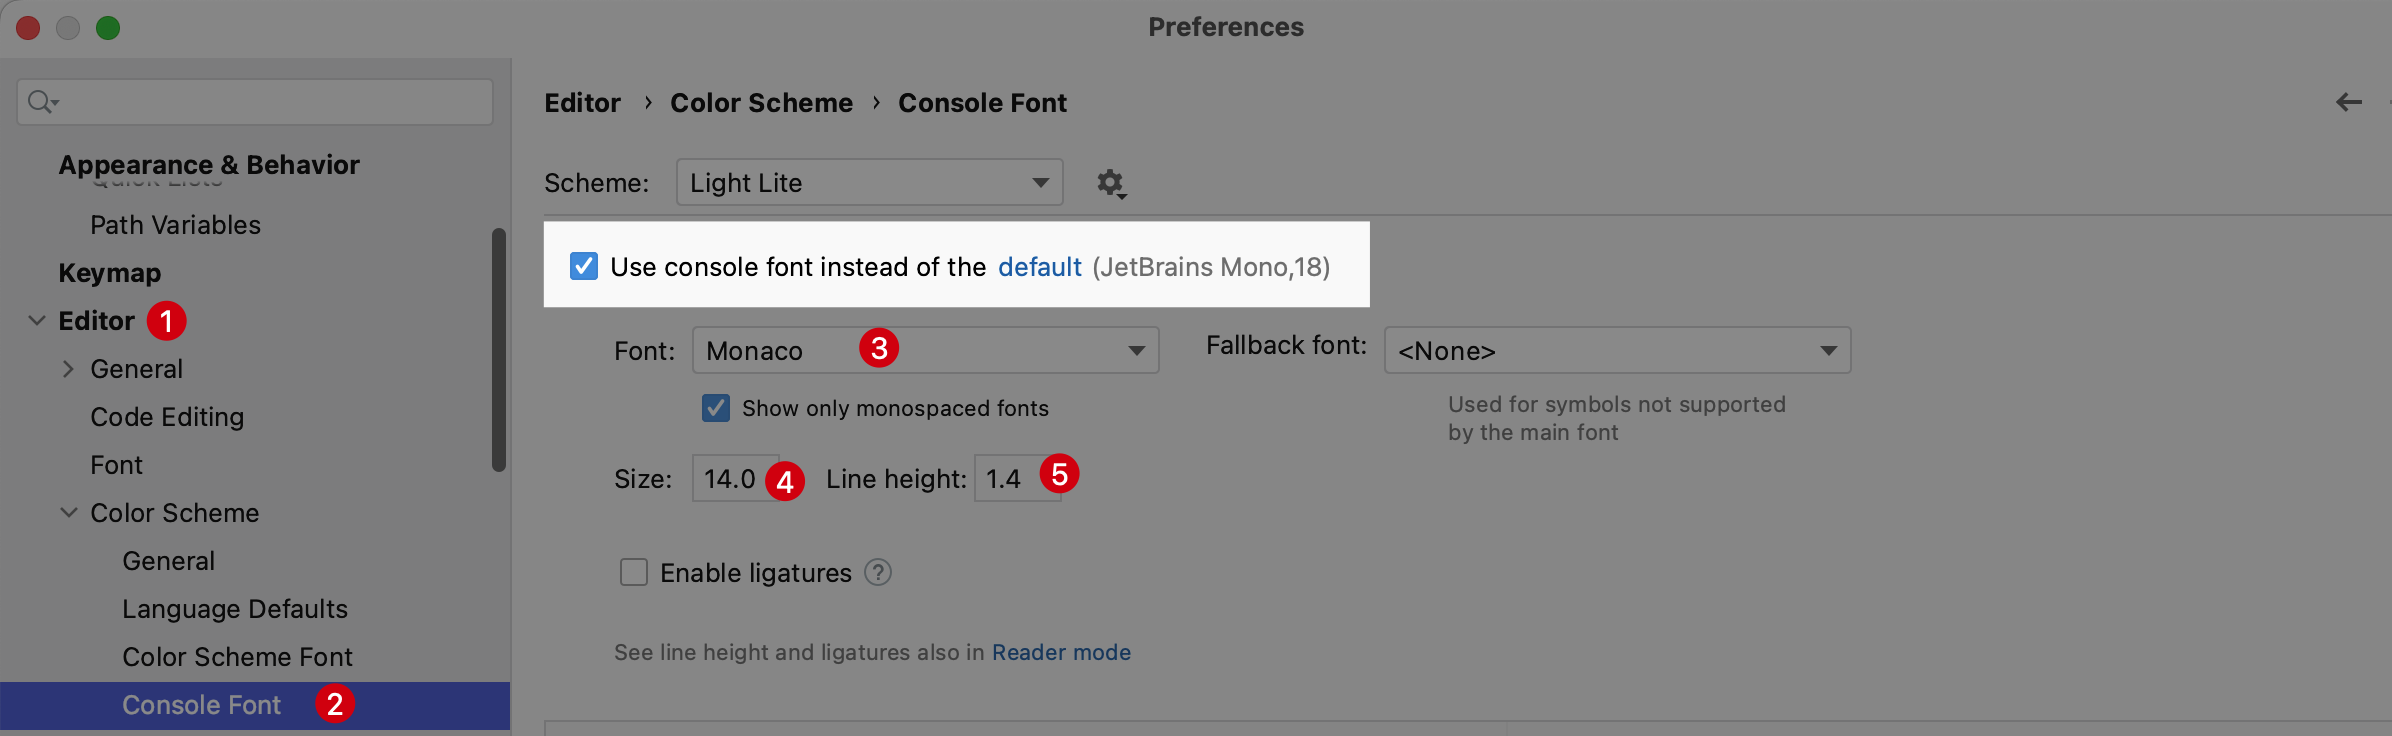 Preferences
Editor › Color Scheme › Console Font
Appearance & Behavior
Path Variables
Keymap
Editor 1
General
Code Editing
Font
Color Scheme
General
Language Defaults
Color Scheme Font
Console Font 2
Scheme: Light Lite
Use console font instead of the default (JetBrains Mono,18)
Font: Monaco 3 Fallback font: <None>
Show only monospaced fonts
Used for symbols not supported
by the main font
Size: 14.0 4 Line height: 1.4 5
Enable ligatures ?
See line height and ligatures also in Reader mode